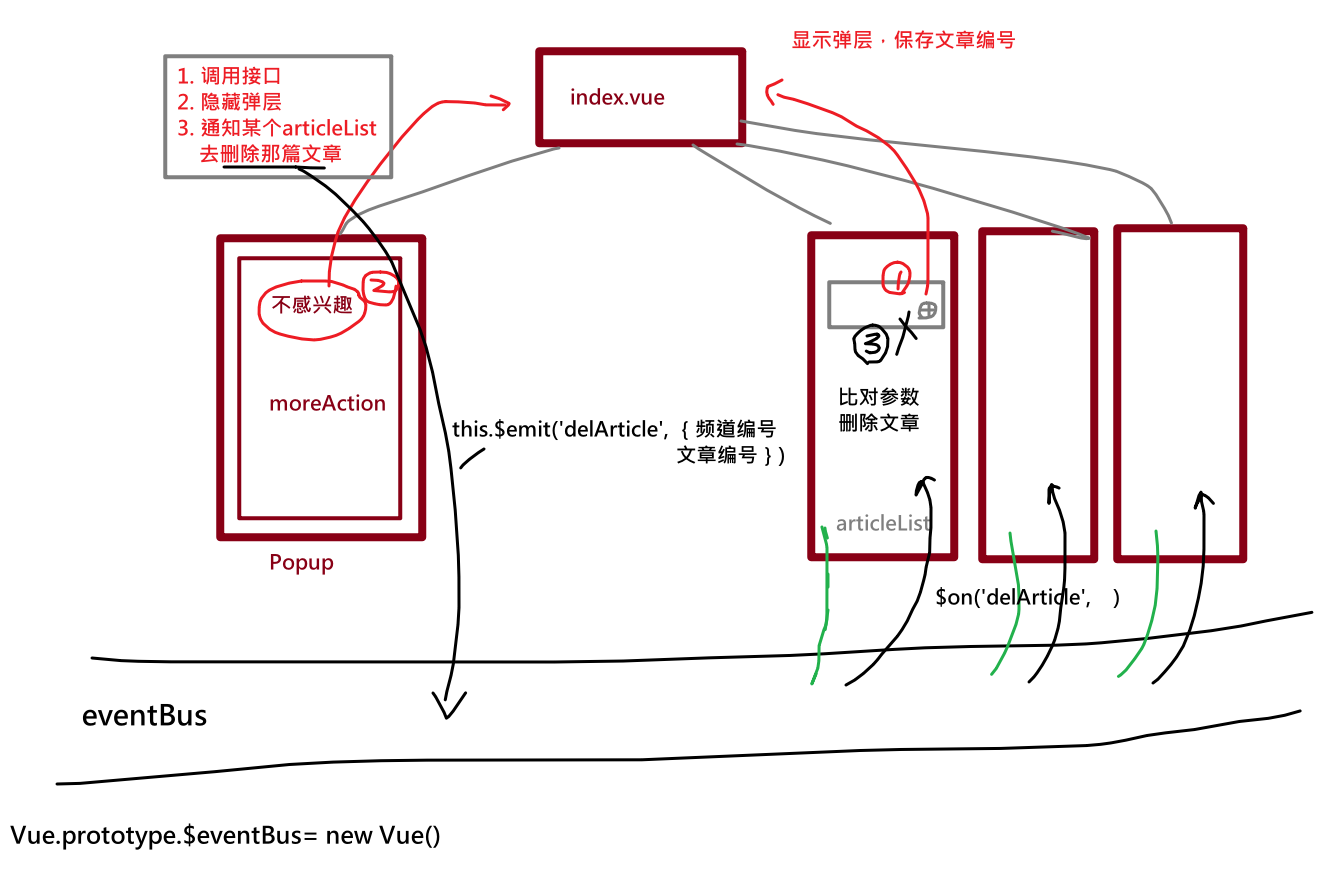 显示弹层，保存文章编号
1. 调用接口
2. 隐藏弹层
3. 通知某个articleList
去删除那篇文章
index.vue
不感兴趣
2
moreAction
Popup
1
3
比对参数
删除文章
articleList
this.$emit('delArticle', { 频道编号
文章编号 } )
$on('delArticle', )
eventBus
Vue.prototype.$eventBus= new Vue()